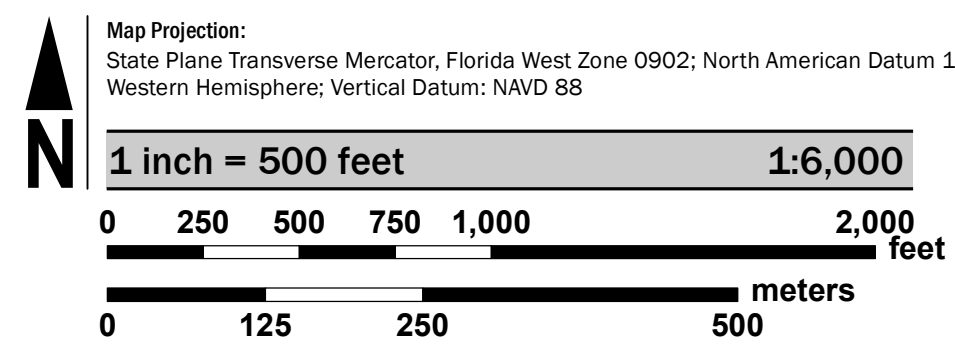 Map Projection:
State Plane Transverse Mercator, Florida West Zone 0902; North American Datum 1
Western Hemisphere; Vertical Datum: NAVD 88
N
1 inch = 500 feet 1:6,000
0 250 500 750 1,000 2,000
feet
meters
0 125 250 500